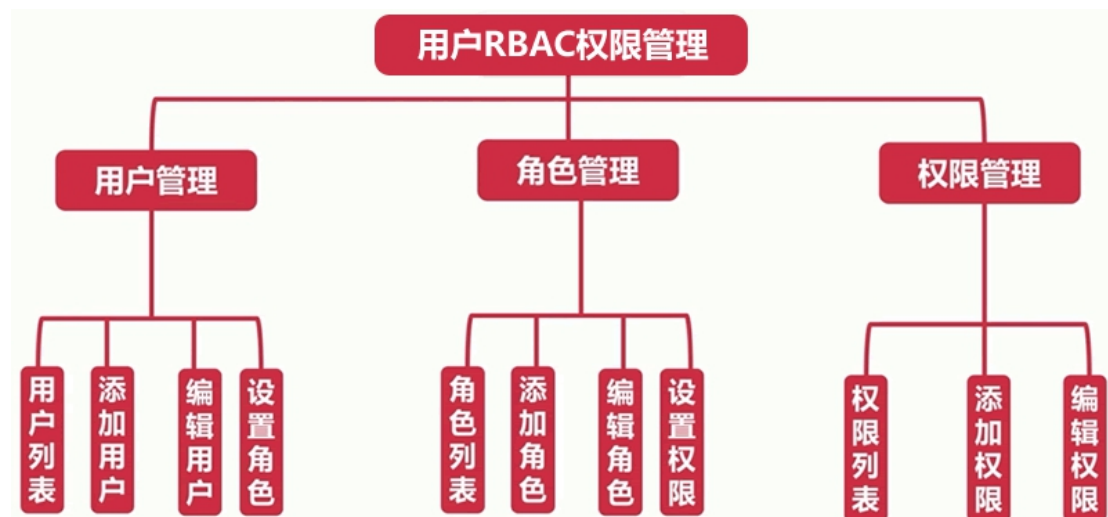 用户RBAC权限管理
用户管理
角色管理
权限管理
用户列表
添加用户
编辑用户
设置角色
角色列表
添加角色
编辑角色
设置权限
权限列表
添加权限
编辑权限